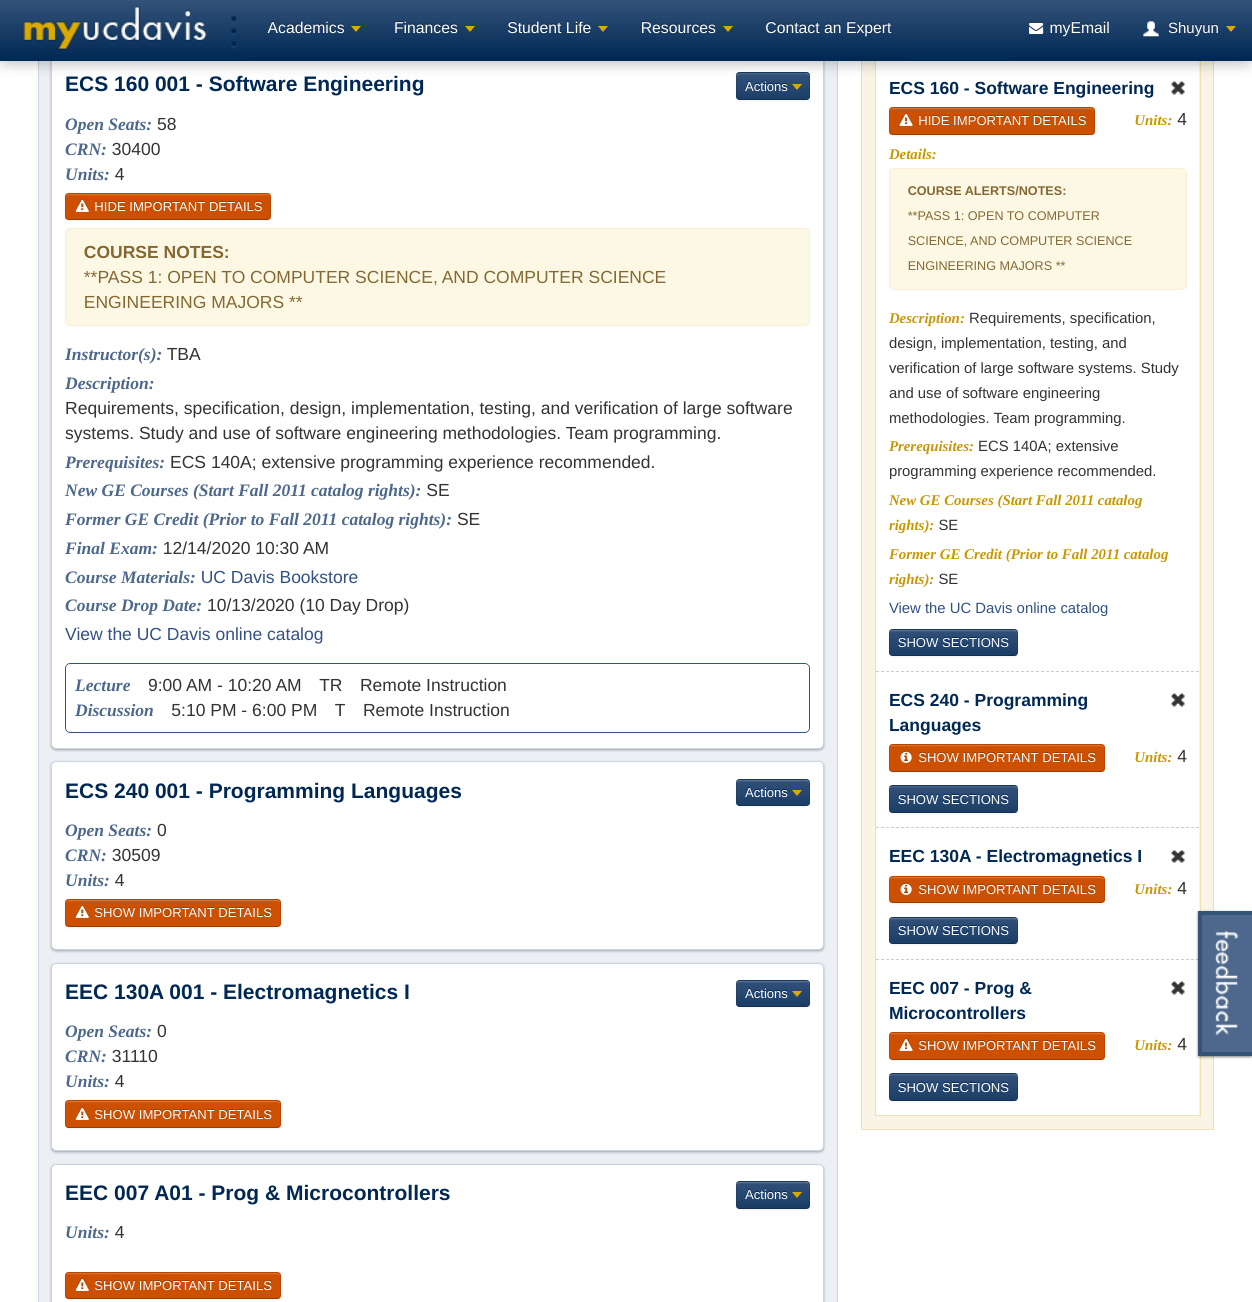 myucdavis
Academics
Finances
Student Life
Resources
Contact an Expert
myEmail
Shuyun
ECS 160 001 - Software Engineering
Actions
Open Seats: 58
CRN: 30400
Units: 4
HIDE IMPORTANT DETAILS
COURSE NOTES:
**PASS 1: OPEN TO COMPUTER SCIENCE, AND COMPUTER SCIENCE
ENGINEERING MAJORS **
Instructor(s): TBA
Description:
Requirements, specification, design, implementation, testing, and verification of large software
systems. Study and use of software engineering methodologies. Team programming.
Prerequisites: ECS 140A; extensive programming experience recommended.
New GE Courses (Start Fall 2011 catalog rights): SE
Former GE Credit (Prior to Fall 2011 catalog rights): SE
Final Exam: 12/14/2020 10:30 AM
Course Materials: UC Davis Bookstore
Course Drop Date: 10/13/2020 (10 Day Drop)
View the UC Davis online catalog
Lecture 9:00 AM - 10:20 AM TR Remote Instruction
Discussion 5:10 PM - 6:00 PM T Remote Instruction
ECS 240 001 - Programming Languages
Actions
Open Seats: 0
CRN: 30509
Units: 4
SHOW IMPORTANT DETAILS
EEC 130A 001 - Electromagnetics I
Actions
Open Seats: 0
CRN: 31110
Units: 4
SHOW IMPORTANT DETAILS
EEC 007 A01 - Prog & Microcontrollers
Actions
Units: 4
SHOW IMPORTANT DETAILS
ECS 160 - Software Engineering
HIDE IMPORTANT DETAILS
Units: 4
Details:
COURSE ALERTS/NOTES:
**PASS 1: OPEN TO COMPUTER
SCIENCE, AND COMPUTER SCIENCE
ENGINEERING MAJORS **
Description: Requirements, specification,
design, implementation, testing, and
verification of large software systems. Study
and use of software engineering
methodologies. Team programming.
Prerequisites: ECS 140A; extensive
programming experience recommended.
New GE Courses (Start Fall 2011 catalog
rights): SE
Former GE Credit (Prior to Fall 2011 catalog
rights): SE
View the UC Davis online catalog
SHOW SECTIONS
ECS 240 - Programming
Languages
SHOW IMPORTANT DETAILS
Units: 4
SHOW SECTIONS
EEC 130A - Electromagnetics I
SHOW IMPORTANT DETAILS
Units: 4
SHOW SECTIONS
EEC 007 - Prog &
Microcontrollers
SHOW IMPORTANT DETAILS
Units: 4
SHOW SECTIONS
feedback